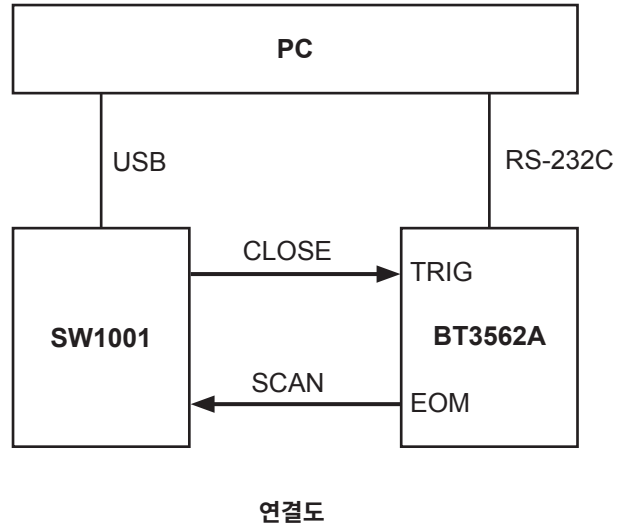 PC
USB
RS-232C
CLOSE
TRIG
SW1001
BT3562A
SCAN
EOM
연결도